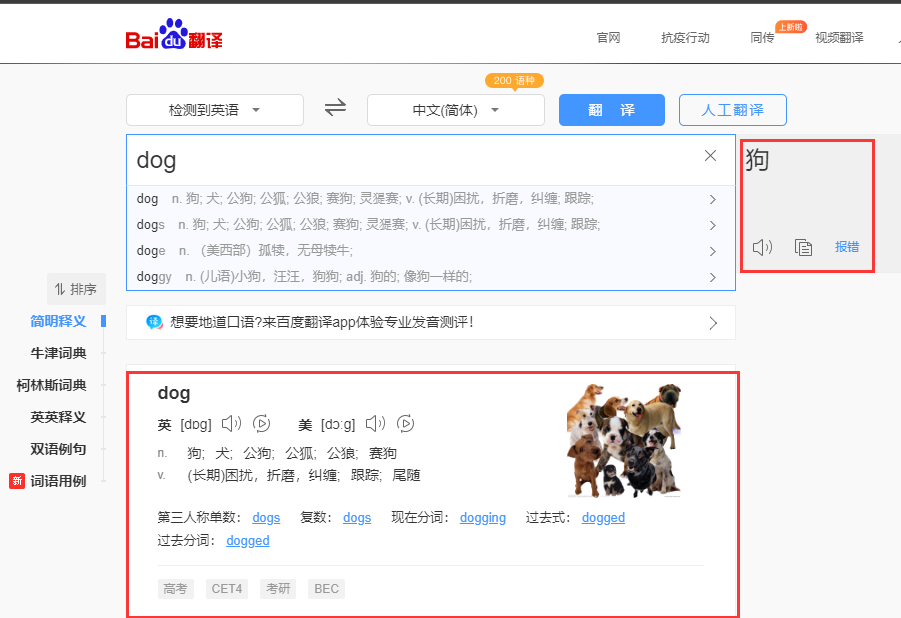 Bai du 翻译
官网 抗疫行动 同传 上新啦 视频翻译
200 语种
检测到英语 中文(简体) 翻 译 人工翻译
dog
狗
dog n. 狗; 犬; 公狗; 公狐; 公狼; 赛狗; 灵猩赛; v. (长期)困扰，折磨，纠缠; 跟踪;
dogs n. 狗; 犬; 公狗; 公狐; 公狼; 赛狗; 灵猩赛; v. (长期)困扰，折磨，纠缠; 跟踪;
doge n. （美西部）孤犊，无母犊牛;
doggy n. (儿语)小狗，汪汪，狗狗; adj. 狗的; 像狗一样的;
报错
排序
简明释义
牛津词典
柯林斯词典
英英释义
双语例句
新 词语用例
译 想要地道口语?来百度翻译app体验专业发音测评!
dog
英 [dɒɡ] 美 [dɔːɡ]
n. 狗; 犬; 公狗; 公狐; 公狼; 赛狗
v. (长期)困扰，折磨，纠缠; 跟踪; 尾随
第三人称单数: dogs 复数: dogs 现在分词: dogging 过去式: dogged
过去分词: dogged
高考 CET4 考研 BEC